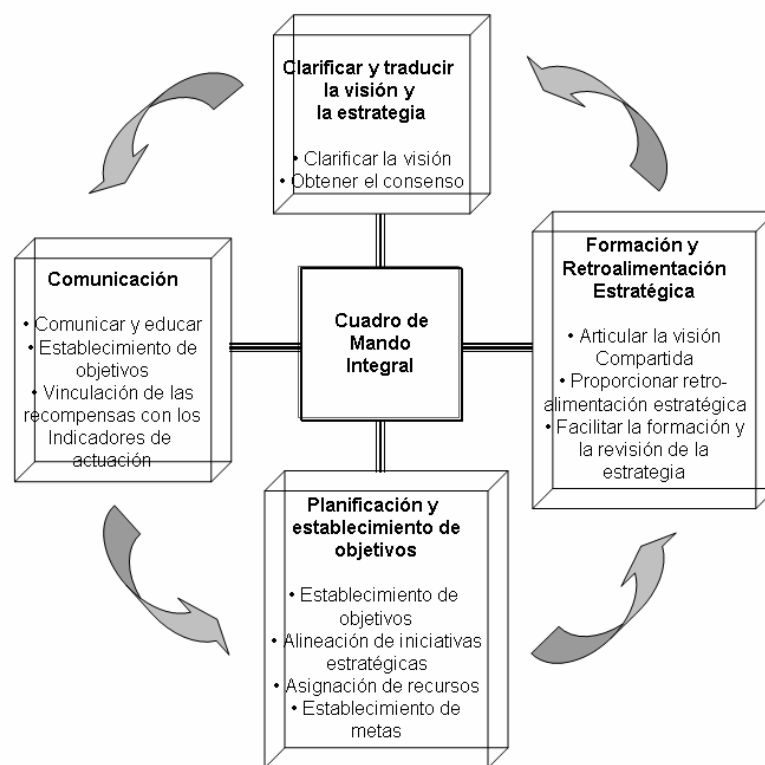 Clarificar y traducir
la visión y
la estrategia
• Clarificar la visión
• Obtener el consenso
Comunicación
• Comunicar y educar
• Establecimiento de
objetivos
• Vinculación de las
recompensas con los
Indicadores de
actuación
Cuadro de
Mando
Integral
Formación y
Retroalimentación
Estratégica
• Articular la visión
Compartida
• Proporcionar retro-
alimentación estratégica
• Facilitar la formación y
la revisión de la
estrategia
Planificación y
establecimiento de
objetivos
• Establecimiento de
objetivos
• Alineación de iniciativas
estratégicas
• Asignación de recursos
• Establecimiento de
metas